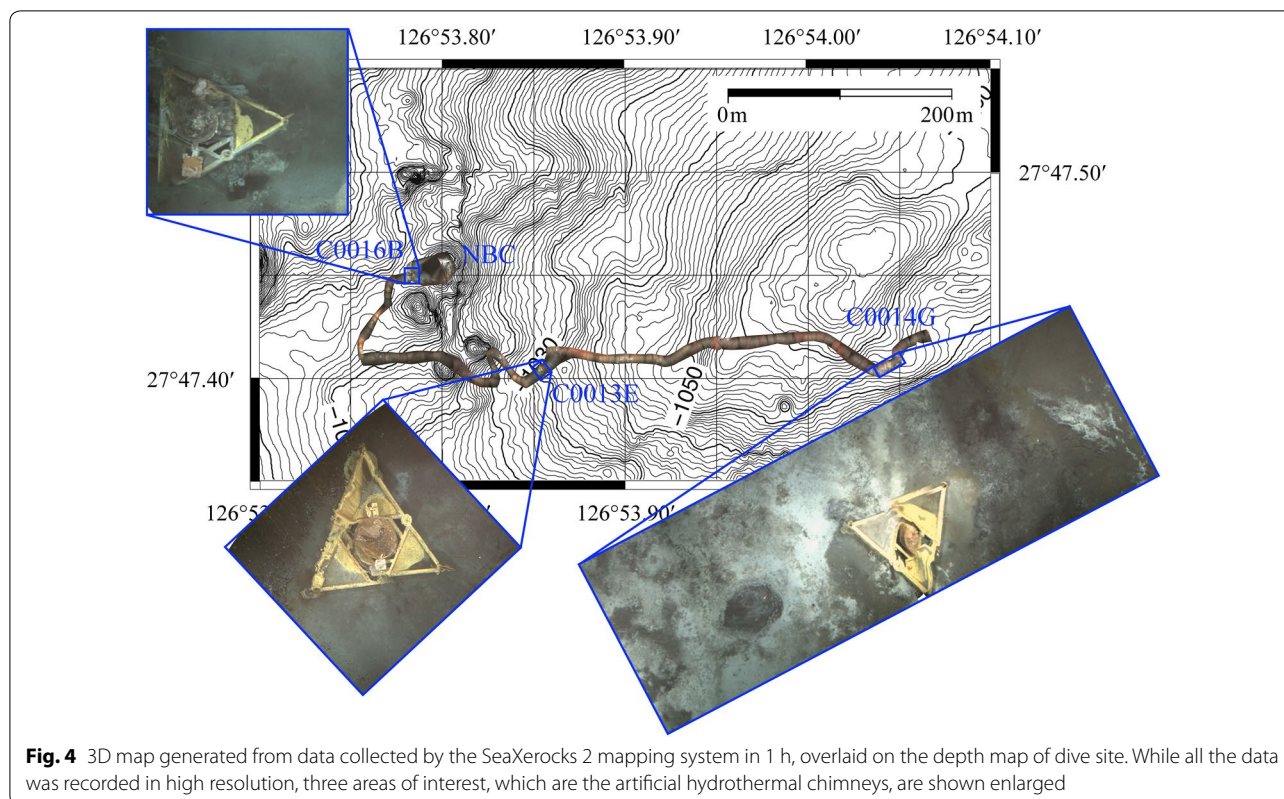 126°53.80′ 126°53.90′ 126°54.00′ 126°54.10′
0m 200m
27°47.50′
C0016B NBC
C0014G
27°47.40′
−1030
C0013E
−1050
126°53.90′
Fig. 4 3D map generated from data collected by the SeaXerocks 2 mapping system in 1 h, overlaid on the depth map of dive site. While all the data
was recorded in high resolution, three areas of interest, which are the artificial hydrothermal chimneys, are shown enlarged